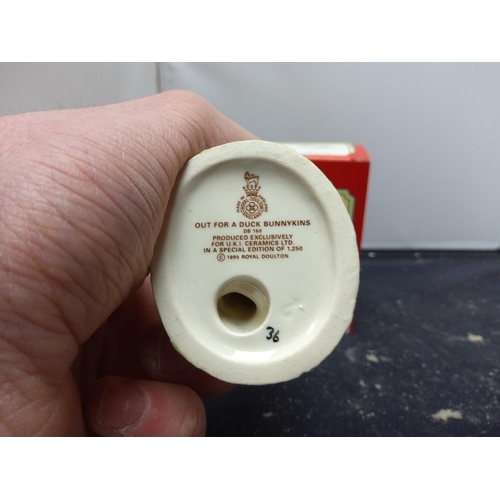 OUT FOR A DUCK BUNNYKINS
DB 160
PRODUCED EXCLUSIVELY
FOR U.K.I. CERAMICS LTD
IN A SPECIAL EDITION OF 1,250
© 1995 ROYAL DOULTON
36